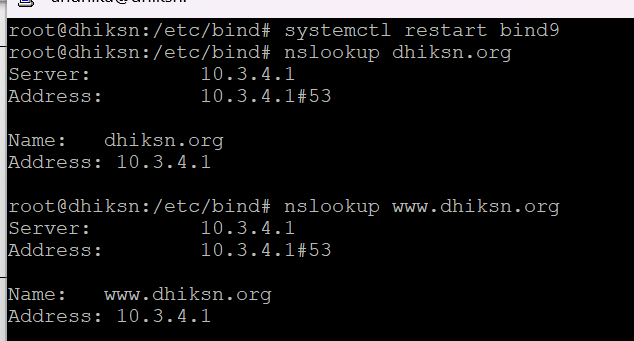 root@dhiksn:/etc/bind# systemctl restart bind9
root@dhiksn:/etc/bind# nslookup dhiksn.org
Server:         10.3.4.1
Address:        10.3.4.1#53

Name:   dhiksn.org
Address: 10.3.4.1

root@dhiksn:/etc/bind# nslookup www.dhiksn.org
Server:         10.3.4.1
Address:        10.3.4.1#53

Name:   www.dhiksn.org
Address: 10.3.4.1